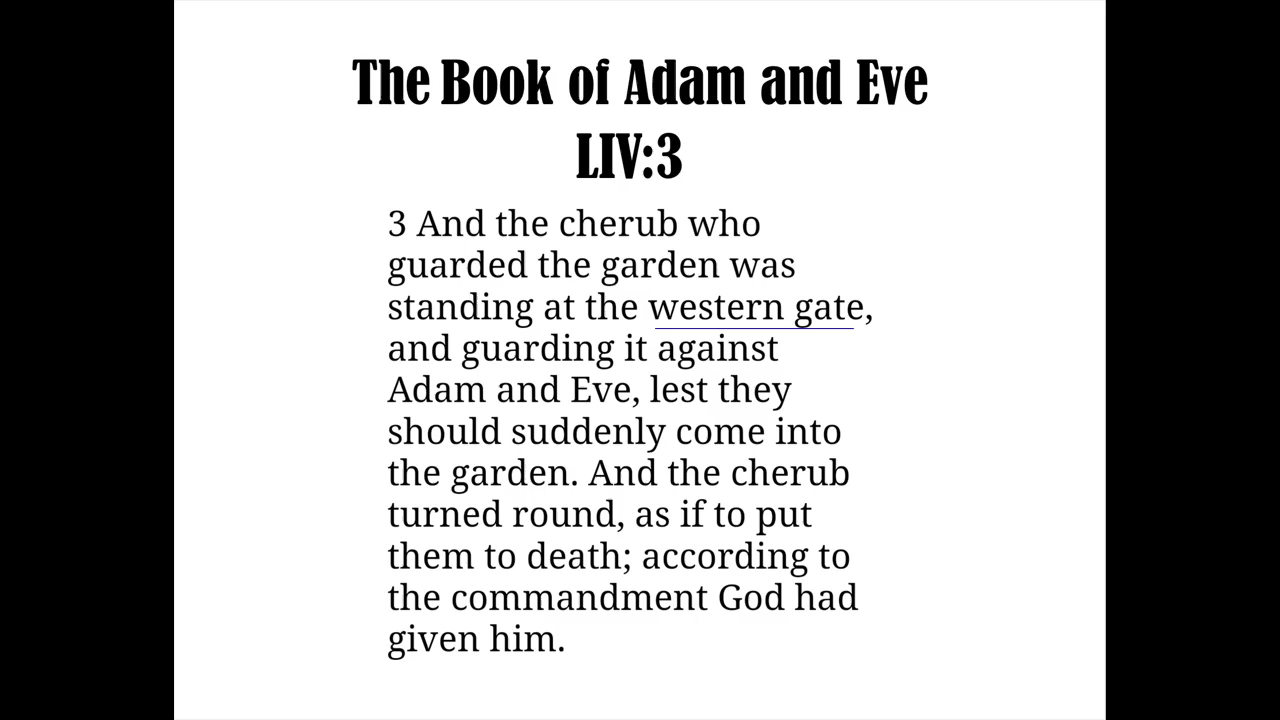 The Book of Adam and Eve
LIV:3
3 And the cherub who
guarded the garden was
standing at the western gate,
and guarding it against
Adam and Eve, lest they
should suddenly come into
the garden. And the cherub
turned round, as if to put
them to death; according to
the commandment God had
given him.